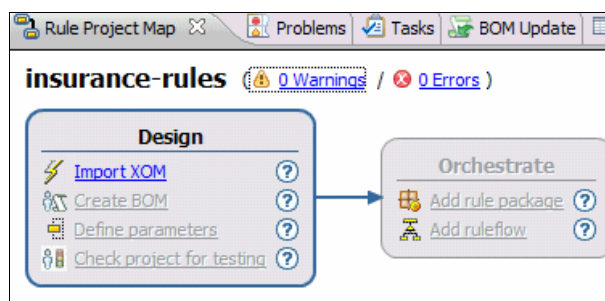 Rule Project Map Problems Tasks BOM Update
insurance-rules ( 0 Warnings / 0 Errors )
Design
Import XOM ?
Create BOM ?
Define parameters ?
Check project for testing ?
Orchestrate
Add rule package ?
Add ruleflow ?